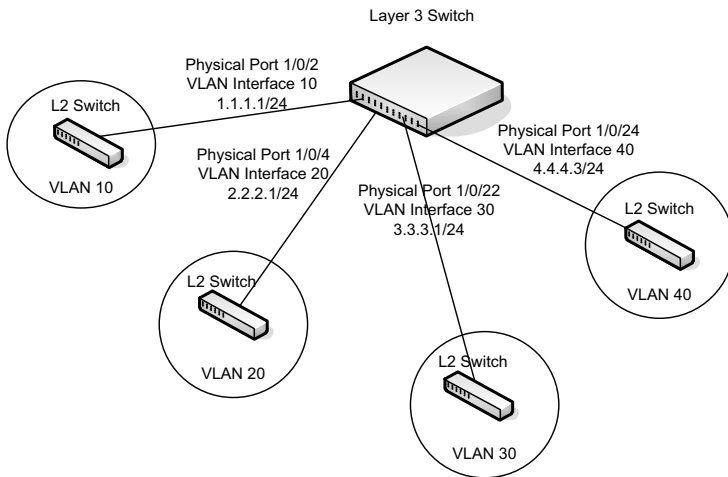 Layer 3 Switch
Physical Port 1/0/2
VLAN Interface 10
1.1.1.1/24
L2 Switch
VLAN 10
Physical Port 1/0/4
VLAN Interface 20
2.2.2.1/24
L2 Switch
VLAN 20
Physical Port 1/0/22
VLAN Interface 30
3.3.3.1/24
L2 Switch
VLAN 30
Physical Port 1/0/24
VLAN Interface 40
4.4.4.3/24
L2 Switch
VLAN 40